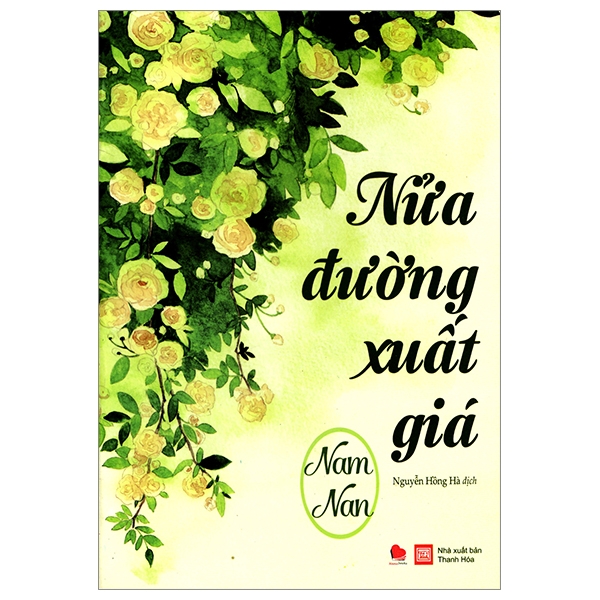 Nửa
đường
xuất
giá
Nam
Nan
Nguyễn Hồng Hà dịch
Nhà xuất bản
Thanh Hóa